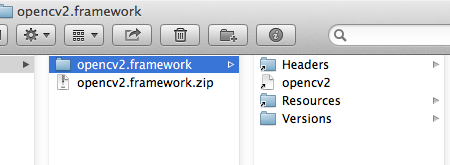 opencv2.framework
opencv2.framework
opencv2.framework.zip
Headers
opencv2
Resources
Versions